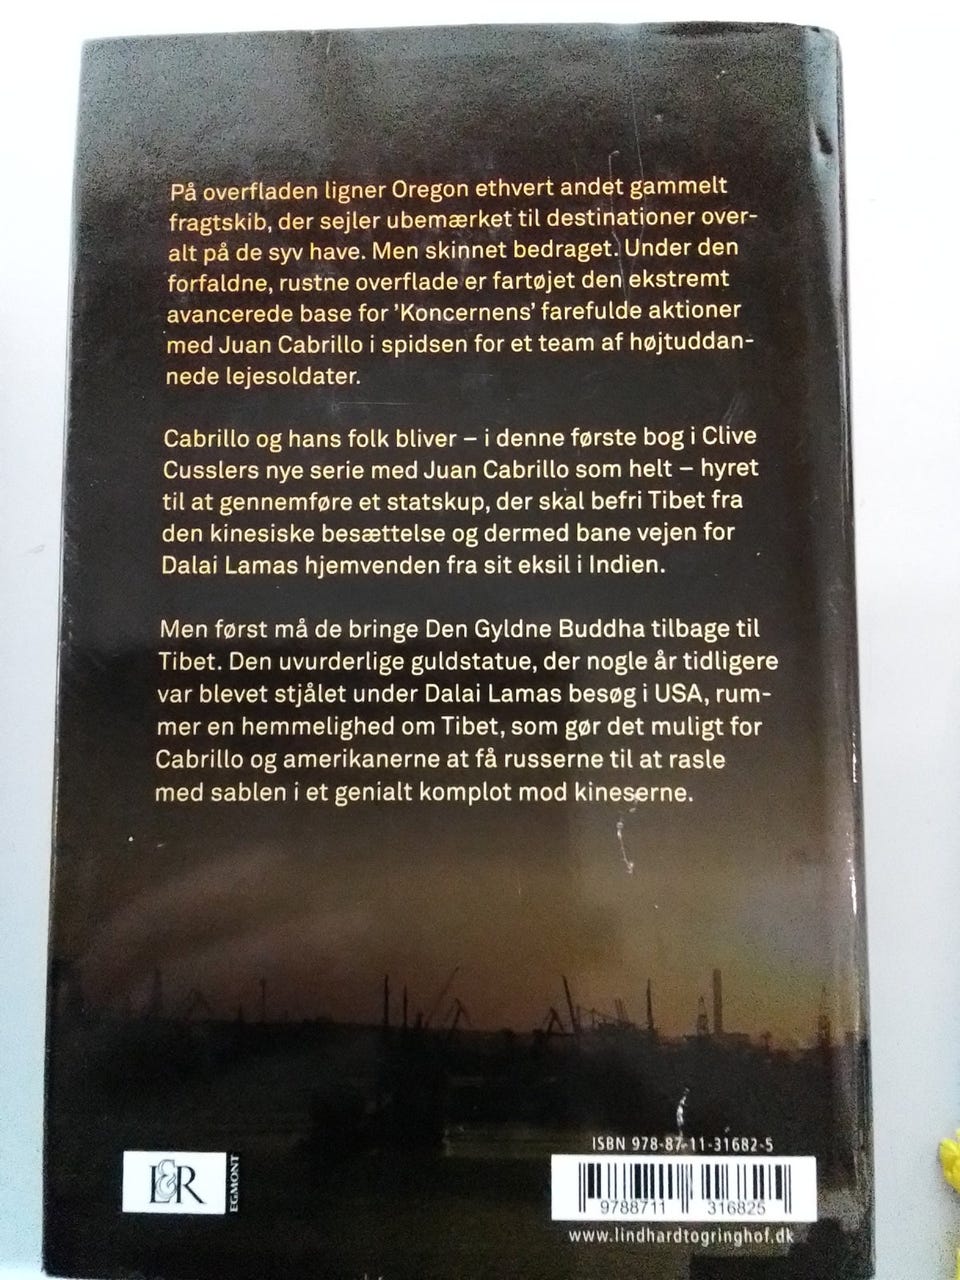 På overfladen ligner Oregon ethvert andet gammelt
fragtskib, der sejler ubemærket til destinationer over-
alt på de syv have. Men skinnet bedraget. Under den
forfaldne, rustne overflade er fartøjet den ekstremt
avancerede base for 'Koncernens' farefulde aktioner
med Juan Cabrillo i spidsen for et team af højtuddan-
nede lejesoldater.
Cabrillo og hans folk bliver – i denne første bog i Clive
Cusslers nye serie med Juan Cabrillo som helt – hyret
til at gennemføre et statskup, der skal befri Tibet fra
den kinesiske besættelse og dermed bane vejen for
Dalai Lamas hjemvenden fra sit eksil i Indien.
Men først må de bringe Den Gyldne Buddha tilbage til
Tibet. Den uvurderlige guldstatue, der nogle år tidligere
var blevet stjålet under Dalai Lamas besøg i USA, rum-
mer en hemmelighed om Tibet, som gør det muligt for
Cabrillo og amerikanerne at få russerne til at rasle
med sablen i et genialt komplot mod kineserne.
L&R
EGMONT
ISBN 978-87-11-31682-5
9788711 316825
www.lindhardtogringhof.dk